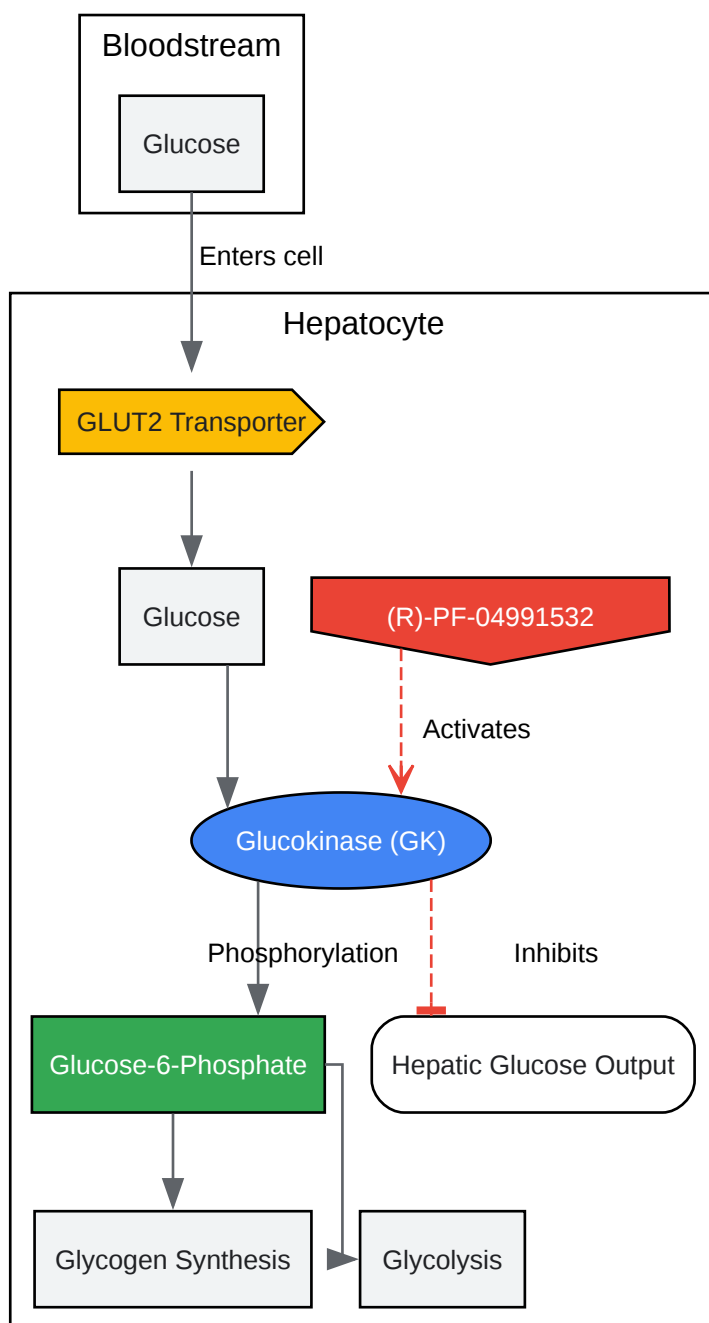 Bloodstream
Glucose
Enters cell
Hepatocyte
GLUT2 Transporter
Glucose
(R)-PF-04991532
Activates
Glucokinase (GK)
Phosphorylation
Inhibits
Glucose-6-Phosphate
Hepatic Glucose Output
Glycogen Synthesis
Glycolysis